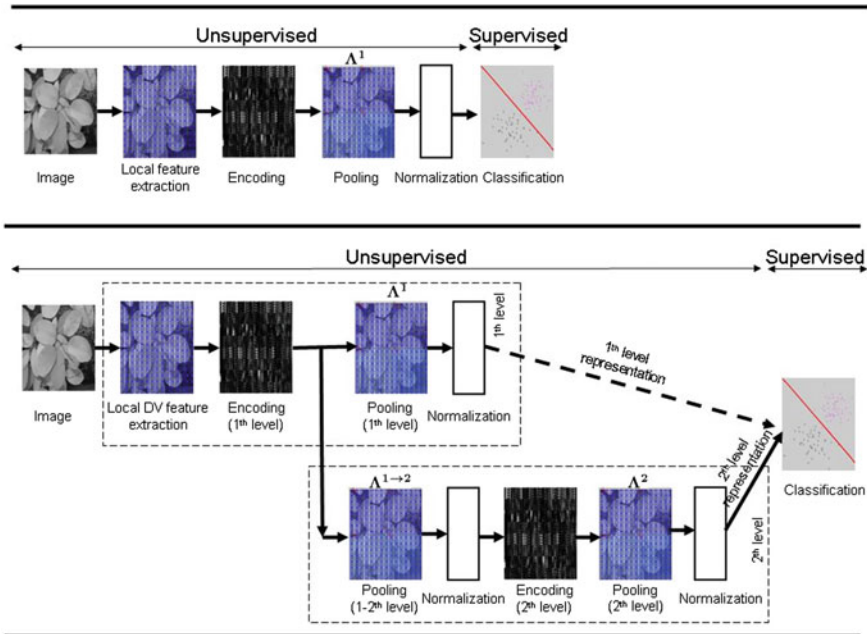 Unsupervised
Supervised
Λ¹
Image
Local feature
extraction
Encoding
Pooling
Normalization
Classification
Unsupervised
Supervised
Λ¹
1ᵗʰ level
1ᵗʰ level
representation
Image
Local DV feature
extraction
Encoding
(1ᵗʰ level)
Pooling
(1ᵗʰ level)
Normalization
2ᵗʰ level
representation
Classification
Λ¹→²
Λ²
2ᵗʰ level
Pooling
(1-2ᵗʰ level)
Normalization
Encoding
(2ᵗʰ level)
Pooling
(2ᵗʰ level)
Normalization